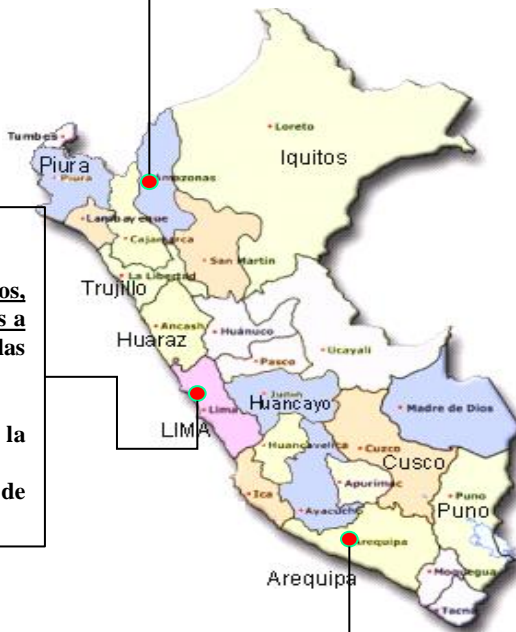 Loreto
Iquitos
Tumbes
Piura
Piura
Amazonas
Lambayeque
Cajamarca
San Martin
os,
La Libertad
Trujillo
s a
Ancash
Huánuco
Huaraz
las
Ucayali
Pasco
Junin
Huancayo
Lima
Madre de Dios
LIMA
la
Huancavelica
Cuzco
Cusco
Apurimac
de
Ica
Puno
Ayacucho
Puno
Arequipa
Moquegua
Arequipa
Tacna